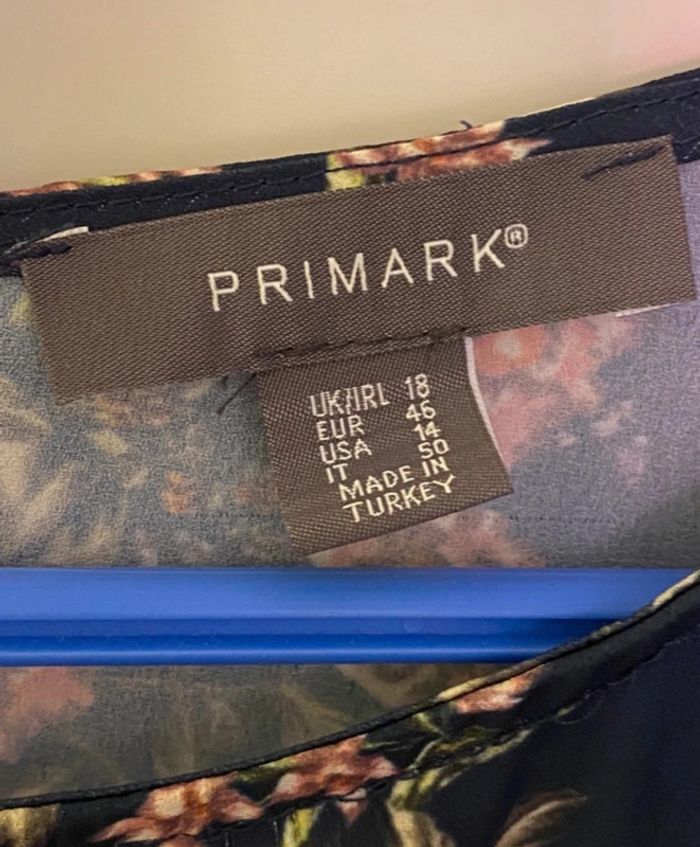 PRIMARK®
UK/IRL 18
EUR 46
USA 14
IT 50
MADE IN
TURKEY